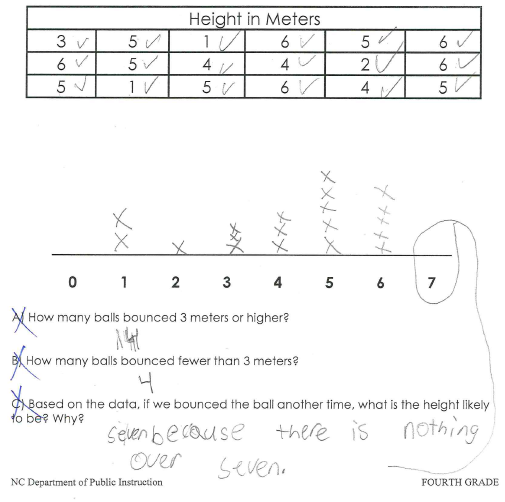 Height in Meters
3 5 1 6 5 6
6 5 4 4 2 6
5 1 5 6 4 5
0 1 2 3 4 5 6 7
A) How many balls bounced 3 meters or higher?
14
B) How many balls bounced fewer than 3 meters?
4
C) Based on the data, if we bounced the ball another time, what is the height likely
to be? Why?
seven because there is nothing
over seven.
NC Department of Public Instruction FOURTH GRADE